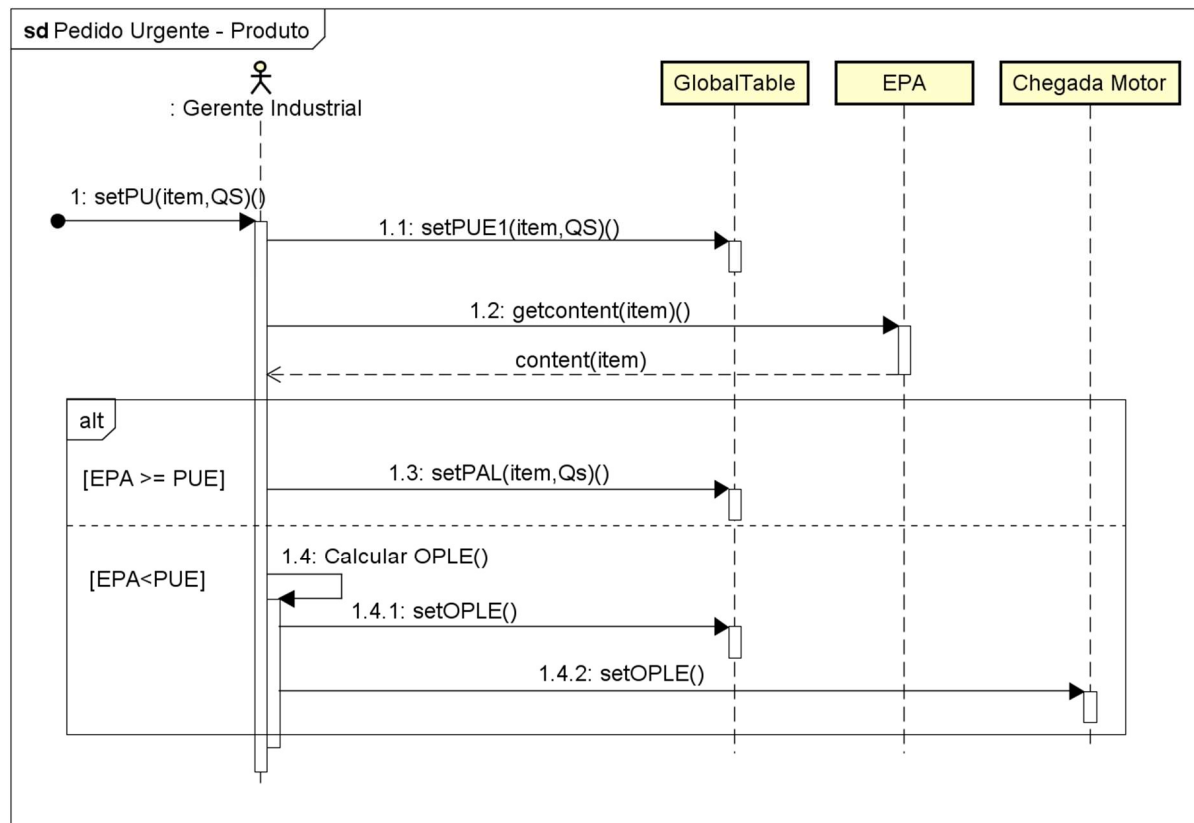 sd Pedido Urgente - Produto
: Gerente Industrial
GlobalTable
EPA
Chegada Motor
1: setPU(item,QS)()
1.1: setPUE1(item,QS)()
1.2: getcontent(item)()
content(item)
alt
[EPA >= PUE]
1.3: setPAL(item,Qs)()
1.4: Calcular OPLE()
[EPA<PUE]
1.4.1: setOPLE()
1.4.2: setOPLE()